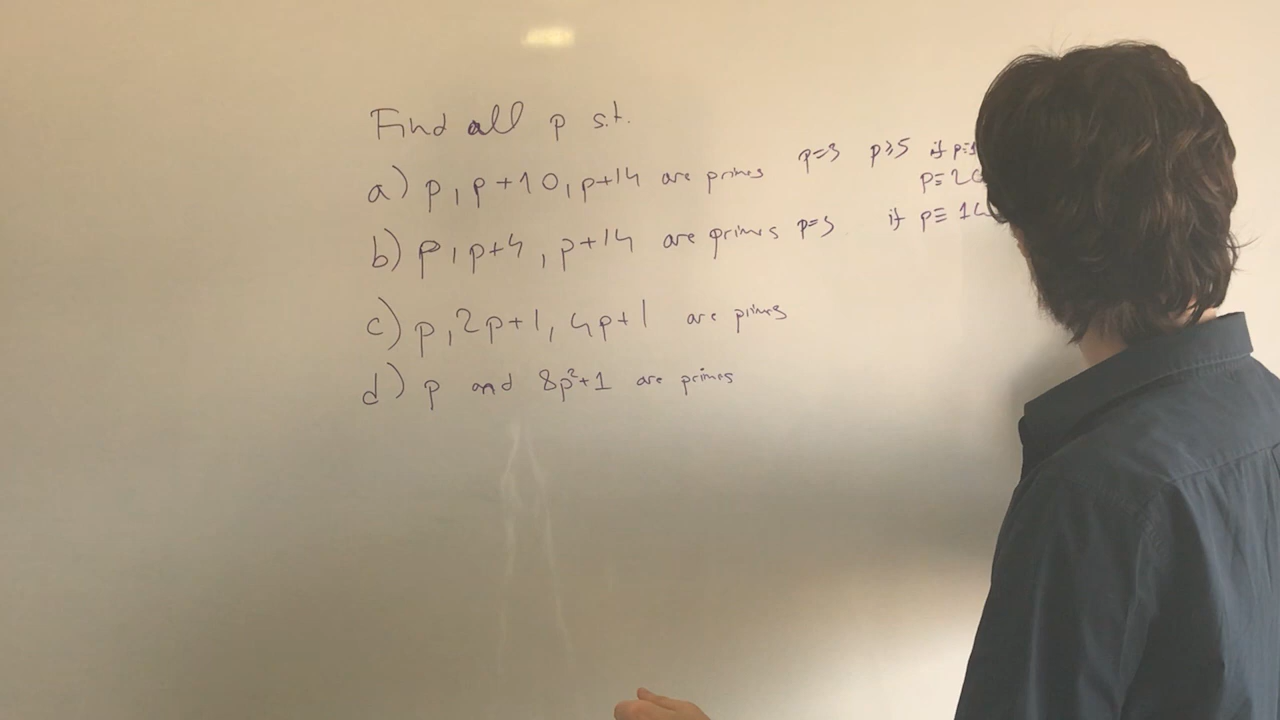 Find all p s.t.
a) p, p+10, p+14 are primes p=3 p≥5 if p≡1
p≡2
b) p, p+4, p+14 are primes p=3 if p≡1
c) p, 2p+1, 4p+1 are primes
d) p and 8p²+1 are primes